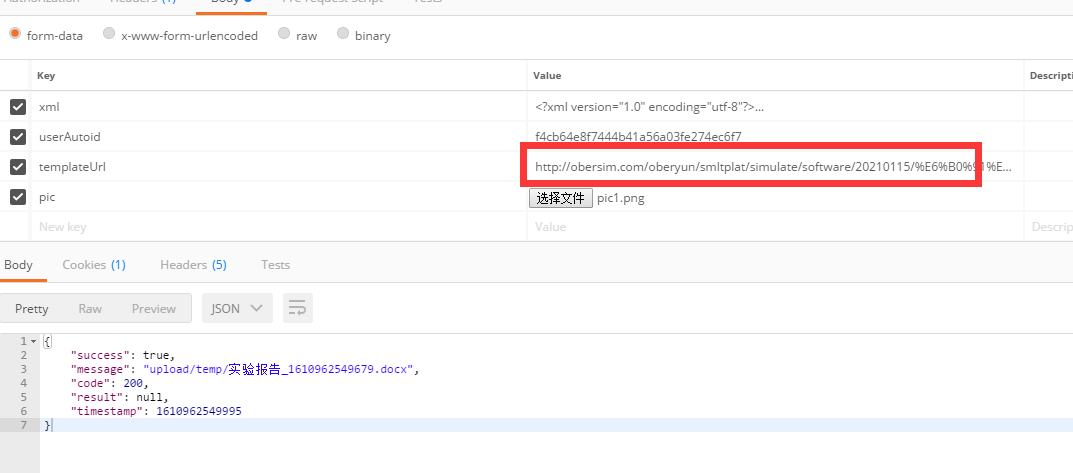 Authorization Headers (1) Body Pre-request Script Tests
form-data x-www-form-urlencoded raw binary
Key Value Descripti
xml <?xml version="1.0" encoding="utf-8"?>...
userAutoid f4cb64e8f7444b41a56a03fe274ec6f7
templateUrl http://obersim.com/oberyun/smltplat/simulate/software/20210115/%E6%B0%91%E...
pic 选择文件 pic1.png
New key Value Descrip
Body Cookies (1) Headers (5) Tests
Pretty Raw Preview JSON
1 {
2 "success": true,
3 "message": "upload/temp/实验报告_1610962549679.docx",
4 "code": 200,
5 "result": null,
6 "timestamp": 1610962549995
7 }